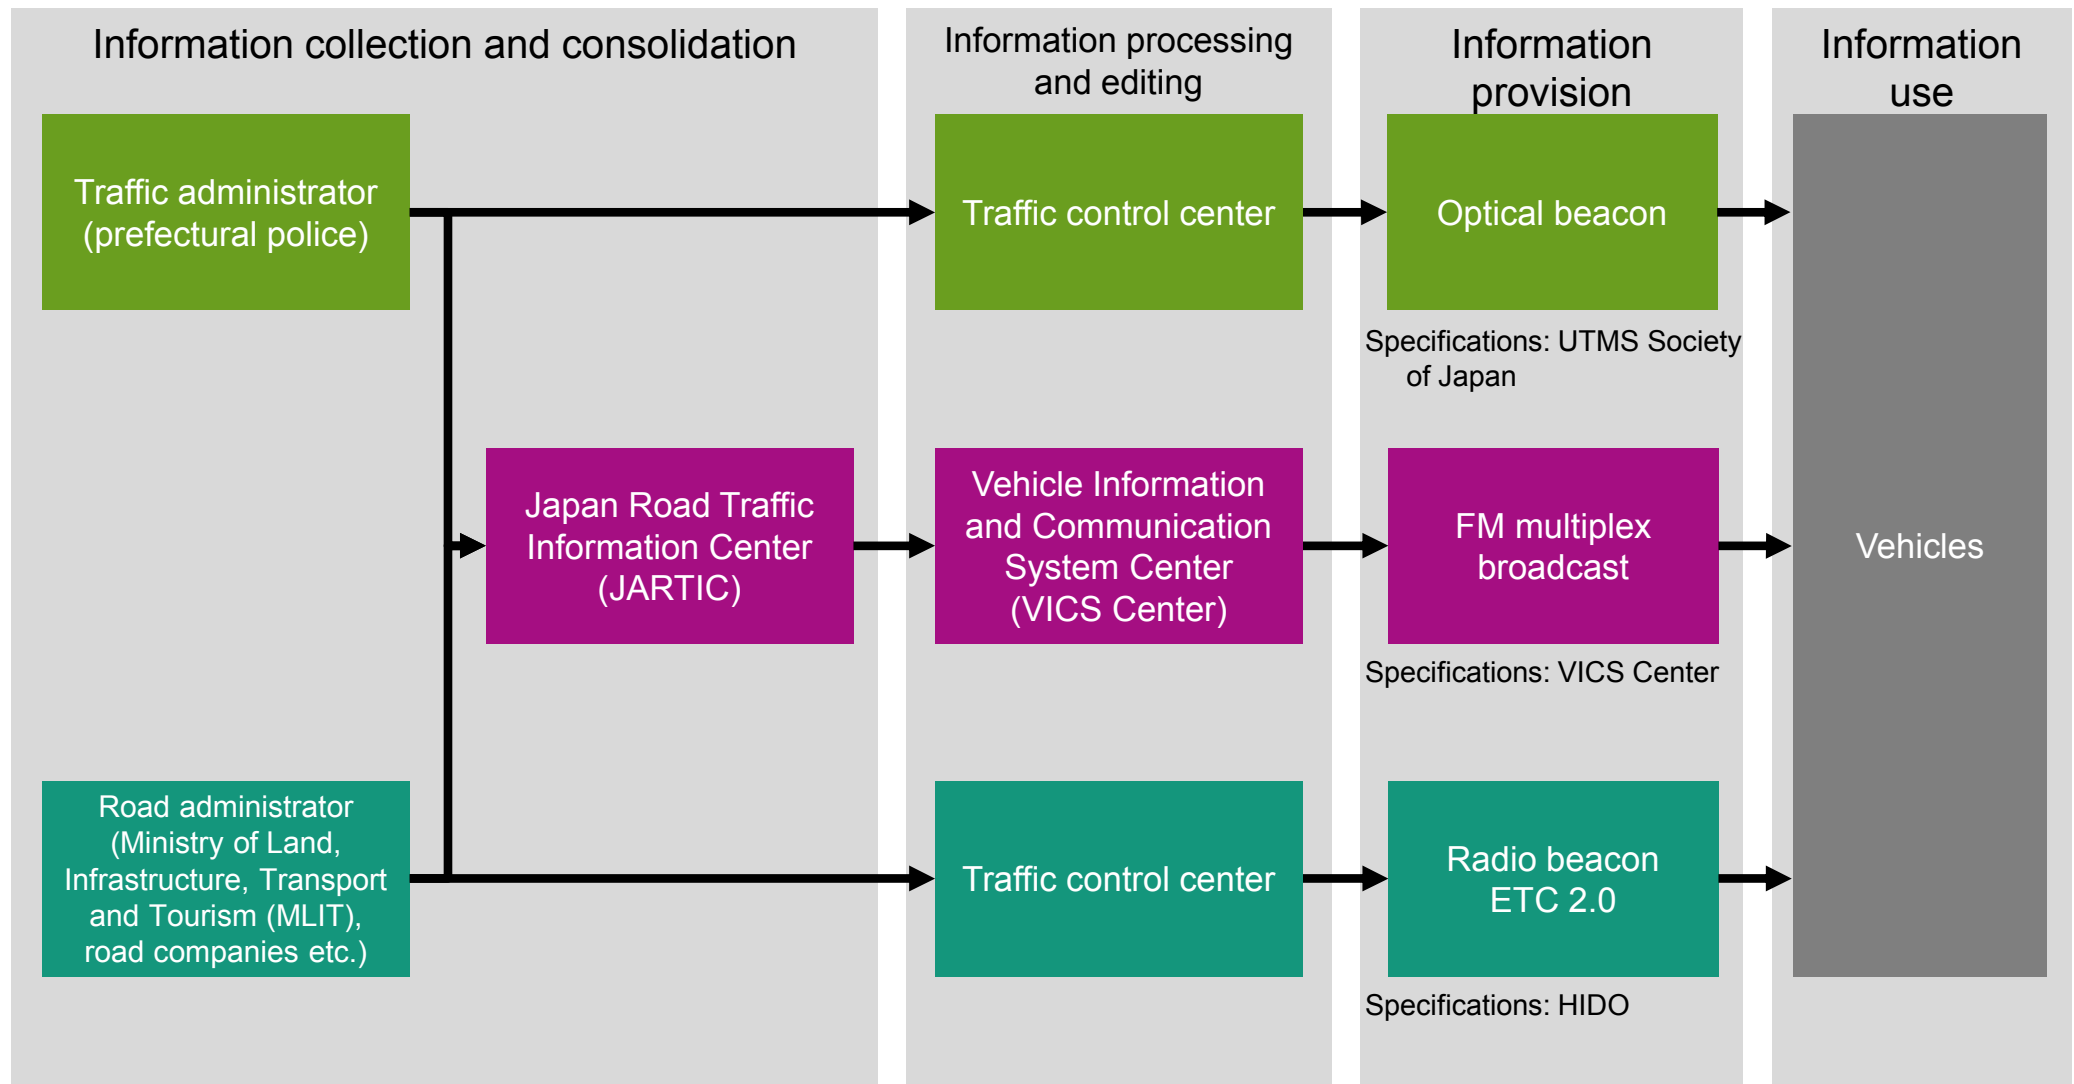 Information collection and consolidation
Information processing
and editing
Information
provision
Information
use
Traffic administrator
(prefectural police)
Traffic control center
Optical beacon
Specifications: UTMS Society
of Japan
Japan Road Traffic
Information Center
(JARTIC)
Vehicle Information
and Communication
System Center
(VICS Center)
FM multiplex
broadcast
Vehicles
Specifications: VICS Center
Road administrator
(Ministry of Land,
Infrastructure, Transport
and Tourism (MLIT),
road companies etc.)
Traffic control center
Radio beacon
ETC 2.0
Specifications: HIDO